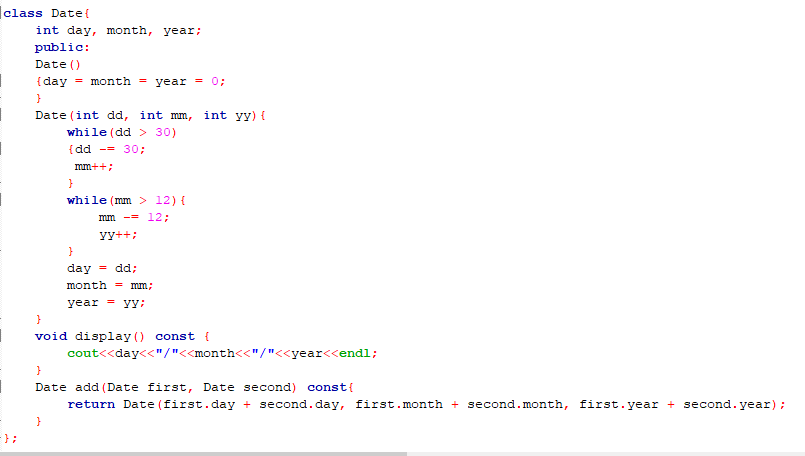 class Date{
int day, month, year;
public:
Date()
{day = month = year = 0;
}
Date(int dd, int mm, int yy){
while(dd > 30)
{dd -= 30;
mm++;
}
while(mm > 12){
mm -= 12;
yy++;
}
day = dd;
month = mm;
year = yy;
}
void display() const {
cout<<day<<"/"<<month<<"/"<<year<<endl;
}
Date add(Date first, Date second) const{
return Date(first.day + second.day, first.month + second.month, first.year + second.year);
}
};